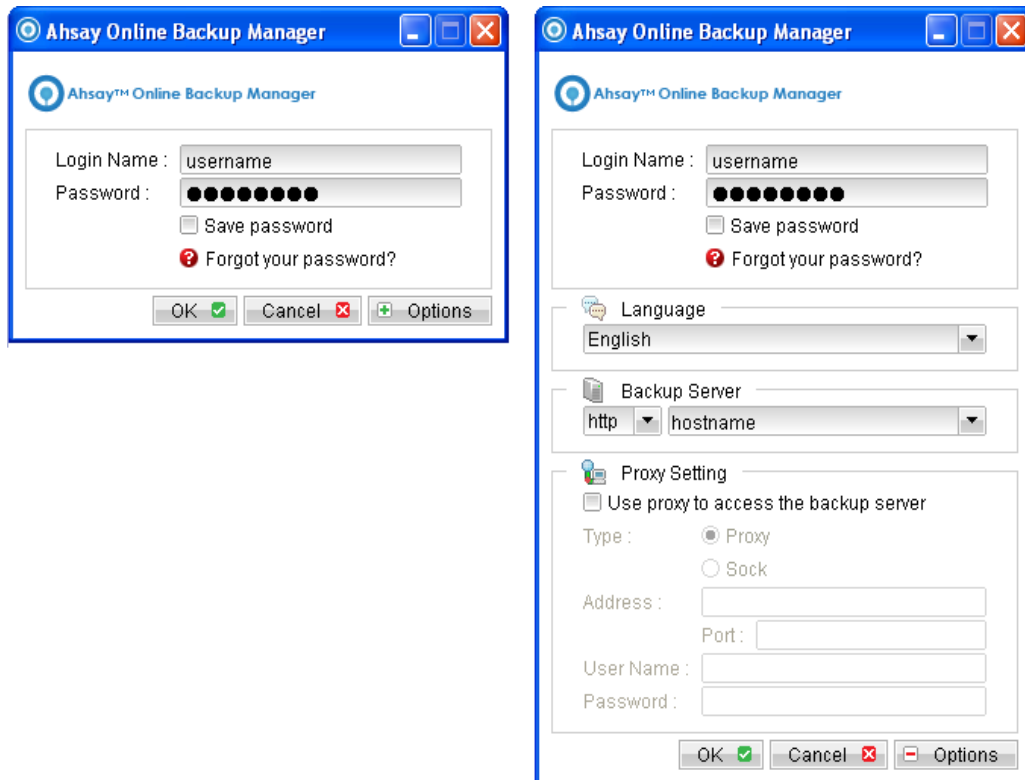 Ahsay Online Backup Manager
Ahsay™ Online Backup Manager
Login Name : username
Password : ●●●●●●●●
Save password
Forgot your password?
OK Cancel Options
Ahsay Online Backup Manager
Ahsay™ Online Backup Manager
Login Name : username
Password : ●●●●●●●●
Save password
Forgot your password?
Language
English
Backup Server
http hostname
Proxy Setting
Use proxy to access the backup server
Type : Proxy
Sock
Address :
Port :
User Name :
Password :
OK Cancel Options